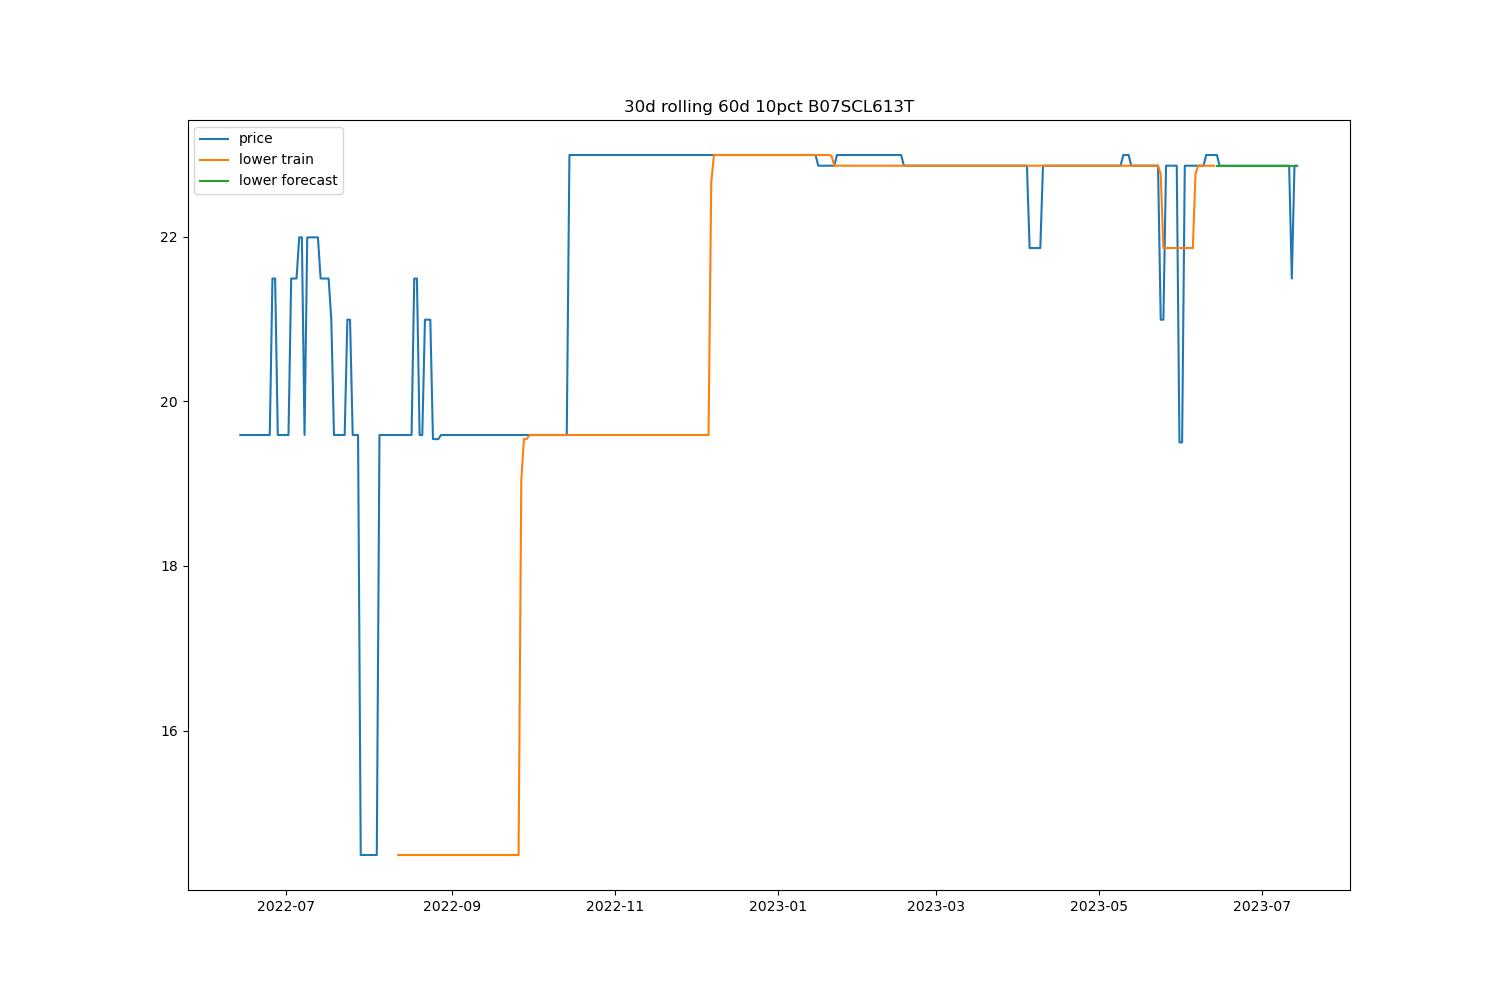 30d rolling 60d 10pct B07SCL613T
price
lower train
lower forecast
22
20
18
16
2022-07 2022-09 2022-11 2023-01 2023-03 2023-05 2023-07